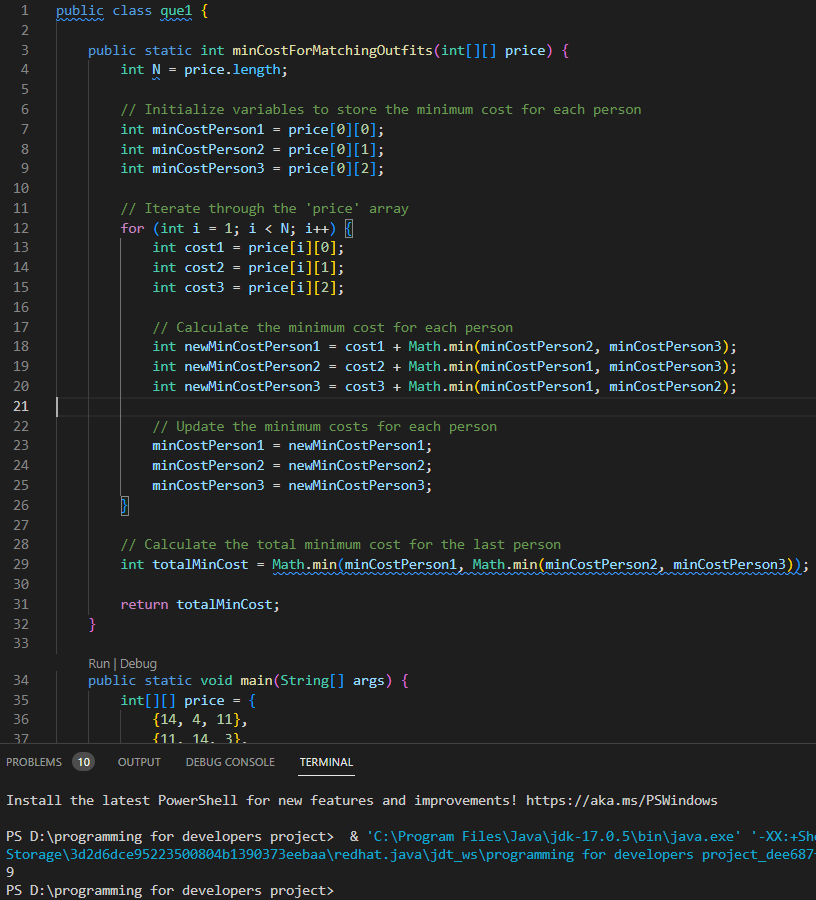 1 public class que1 {
2
3 public static int minCostForMatchingOutfits(int[][] price) {
4 int N = price.length;
5
6 // Initialize variables to store the minimum cost for each person
7 int minCostPerson1 = price[0][0];
8 int minCostPerson2 = price[0][1];
9 int minCostPerson3 = price[0][2];
10
11 // Iterate through the 'price' array
12 for (int i = 1; i < N; i++) {
13 int cost1 = price[i][0];
14 int cost2 = price[i][1];
15 int cost3 = price[i][2];
16
17 // Calculate the minimum cost for each person
18 int newMinCostPerson1 = cost1 + Math.min(minCostPerson2, minCostPerson3);
19 int newMinCostPerson2 = cost2 + Math.min(minCostPerson1, minCostPerson3);
20 int newMinCostPerson3 = cost3 + Math.min(minCostPerson1, minCostPerson2);
21
22 // Update the minimum costs for each person
23 minCostPerson1 = newMinCostPerson1;
24 minCostPerson2 = newMinCostPerson2;
25 minCostPerson3 = newMinCostPerson3;
26 }
27
28 // Calculate the total minimum cost for the last person
29 int totalMinCost = Math.min(minCostPerson1, Math.min(minCostPerson2, minCostPerson3));
30
31 return totalMinCost;
32 }
33
Run | Debug
34 public static void main(String[] args) {
35 int[][] price = {
36 {14, 4, 11},
37 {11, 14, 3},
PROBLEMS 10 OUTPUT DEBUG CONSOLE TERMINAL
Install the latest PowerShell for new features and improvements! https://aka.ms/PSWindows
PS D:\programming for developers project> & 'C:\Program Files\Java\jdk-17.0.5\bin\java.exe' '-XX:+Sho
Storage\3d2d6dce95223500804b1390373eebaa\redhat.java\jdt_ws\programming for developers project_dee687
9
PS D:\programming for developers project>